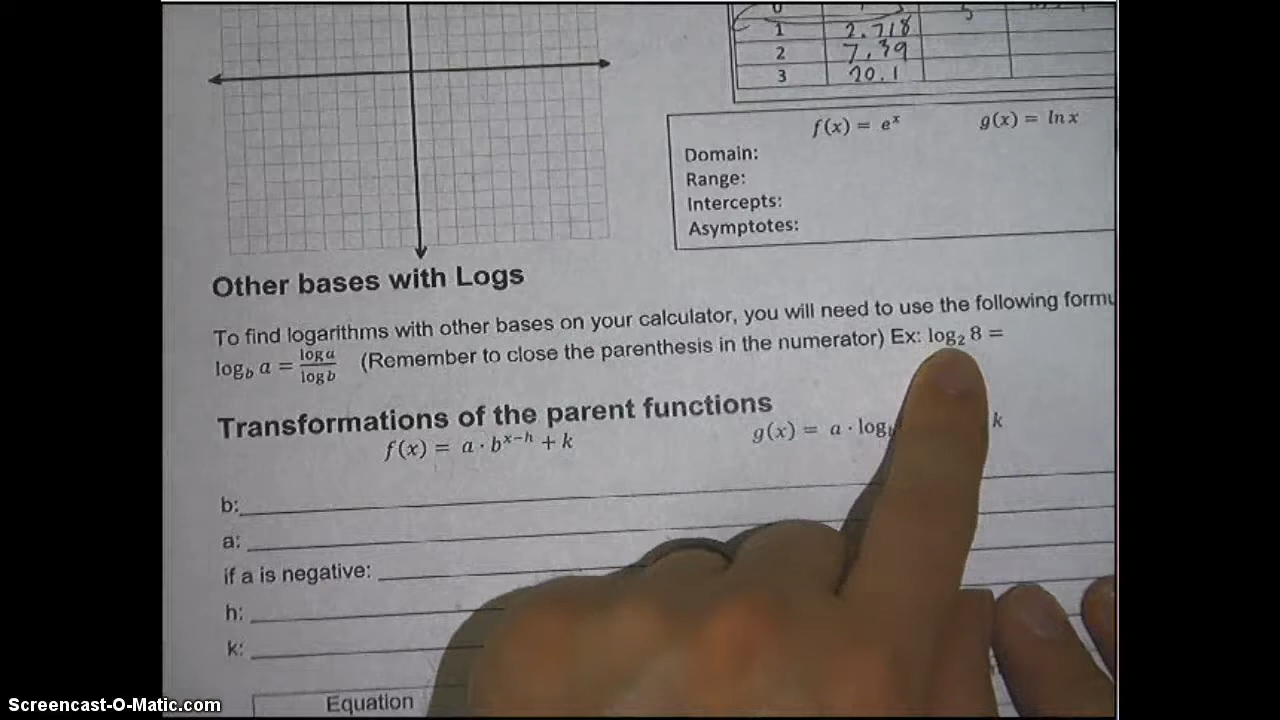 1 2.718
2 7.39
3 20.1
f(x) = e^x g(x) = ln x
Domain:
Range:
Intercepts:
Asymptotes:
Other bases with Logs
To find logarithms with other bases on your calculator, you will need to use the following
log_b a = log a / log b (Remember to close the parenthesis in the numerator) Ex: log₂ 8 =
Transformations of the parent functions
f(x) = a · b^{x−h} + k g(x) = a · log k
b:
a:
if a is negative:
h:
k:
Equation
Screencast-O-Matic.com